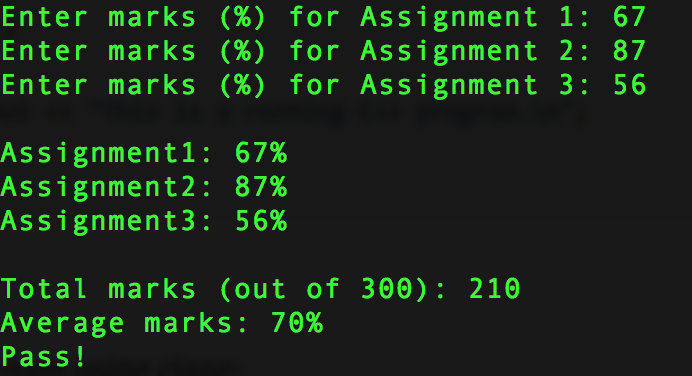 Enter marks (%) for Assignment 1: 67
Enter marks (%) for Assignment 2: 87
Enter marks (%) for Assignment 3: 56
Assignment1: 67%
Assignment2: 87%
Assignment3: 56%
Total marks (out of 300): 210
Average marks: 70%
Pass!